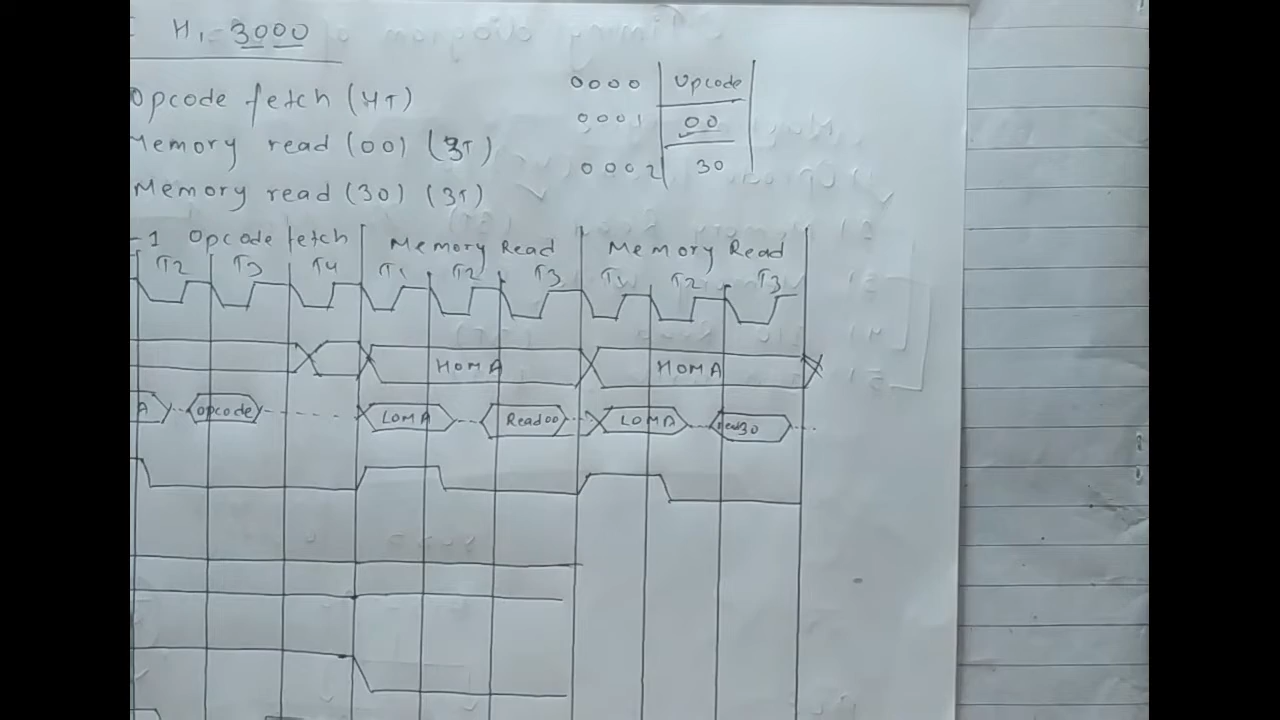 H, 3000
Opcode fetch (4T)
Memory read (00) (3T)
Memory read (30) (3T)
0000 Opcode
0001 00
0002 30
-1 Opcode fetch Memory Read Memory Read
T2 T3 T4 T1 T2 T3 T1 T2 T3
HOMA HOMA
A opcode LOMA Read00 LOMA read30